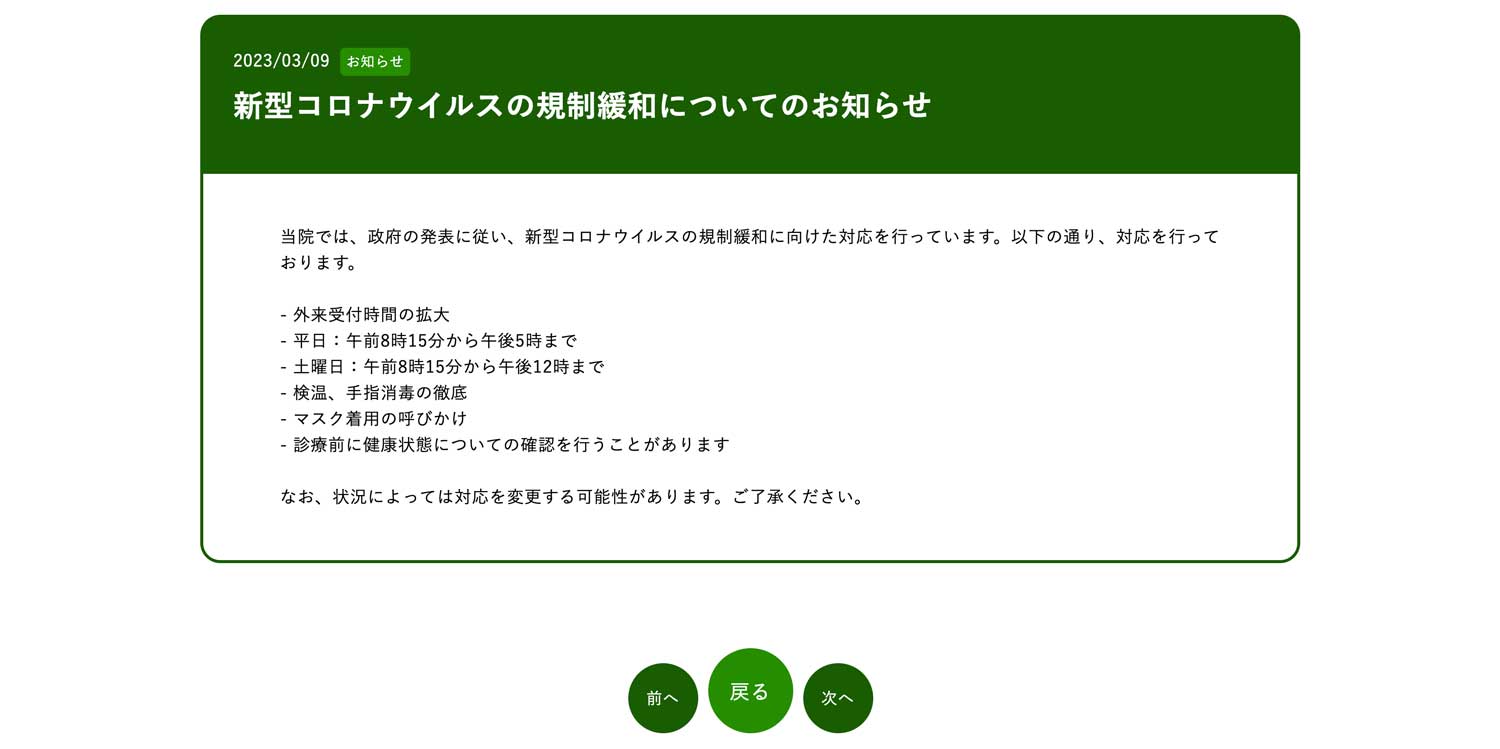 2023/03/09 お知らせ
新型コロナウイルスの規制緩和についてのお知らせ
当院では、政府の発表に従い、新型コロナウイルスの規制緩和に向けた対応を行っています。以下の通り、対応を行って
おります。
- 外来受付時間の拡大
- 平日：午前8時15分から午後5時まで
- 土曜日：午前8時15分から午後12時まで
- 検温、手指消毒の徹底
- マスク着用の呼びかけ
- 診療前に健康状態についての確認を行うことがあります
なお、状況によっては対応を変更する可能性があります。ご了承ください。
前へ 戻る 次へ